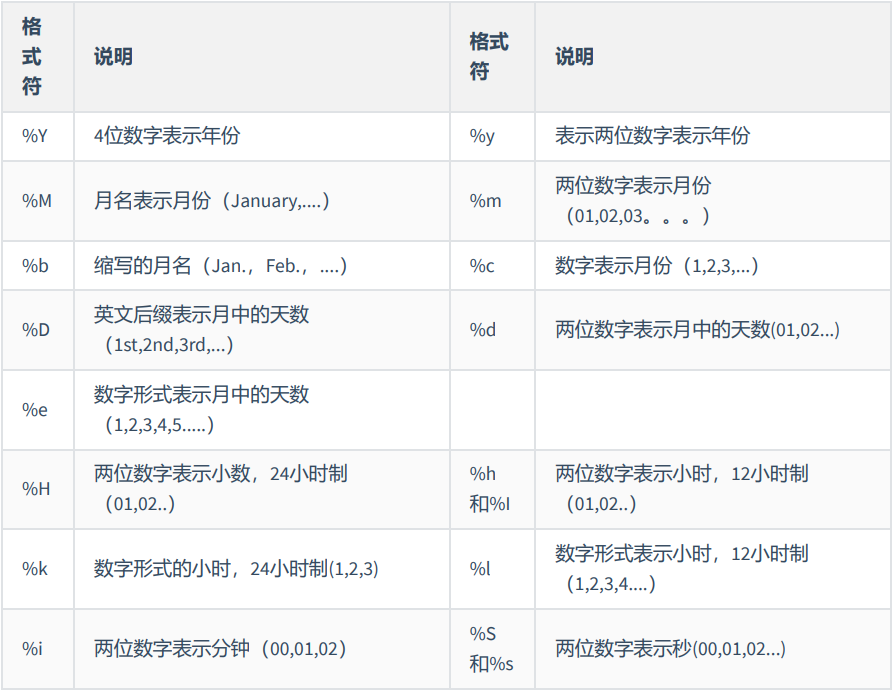 格
式
符
说明
格式
符
说明
%Y
4位数字表示年份
%y
表示两位数字表示年份
%M
月名表示月份（January,....）
%m
两位数字表示月份
（01,02,03。。。）
%b
缩写的月名（Jan.，Feb.，....）
%c
数字表示月份（1,2,3,...）
%D
英文后缀表示月中的天数
（1st,2nd,3rd,...）
%d
两位数字表示月中的天数(01,02...)
%e
数字形式表示月中的天数
（1,2,3,4,5.....）
%H
两位数字表示小数，24小时制
（01,02..）
%h
和%I
两位数字表示小时，12小时制
（01,02..）
%k
数字形式的小时，24小时制(1,2,3)
%l
数字形式表示小时，12小时制
（1,2,3,4....）
%i
两位数字表示分钟（00,01,02）
%S
和%s
两位数字表示秒(00,01,02...)